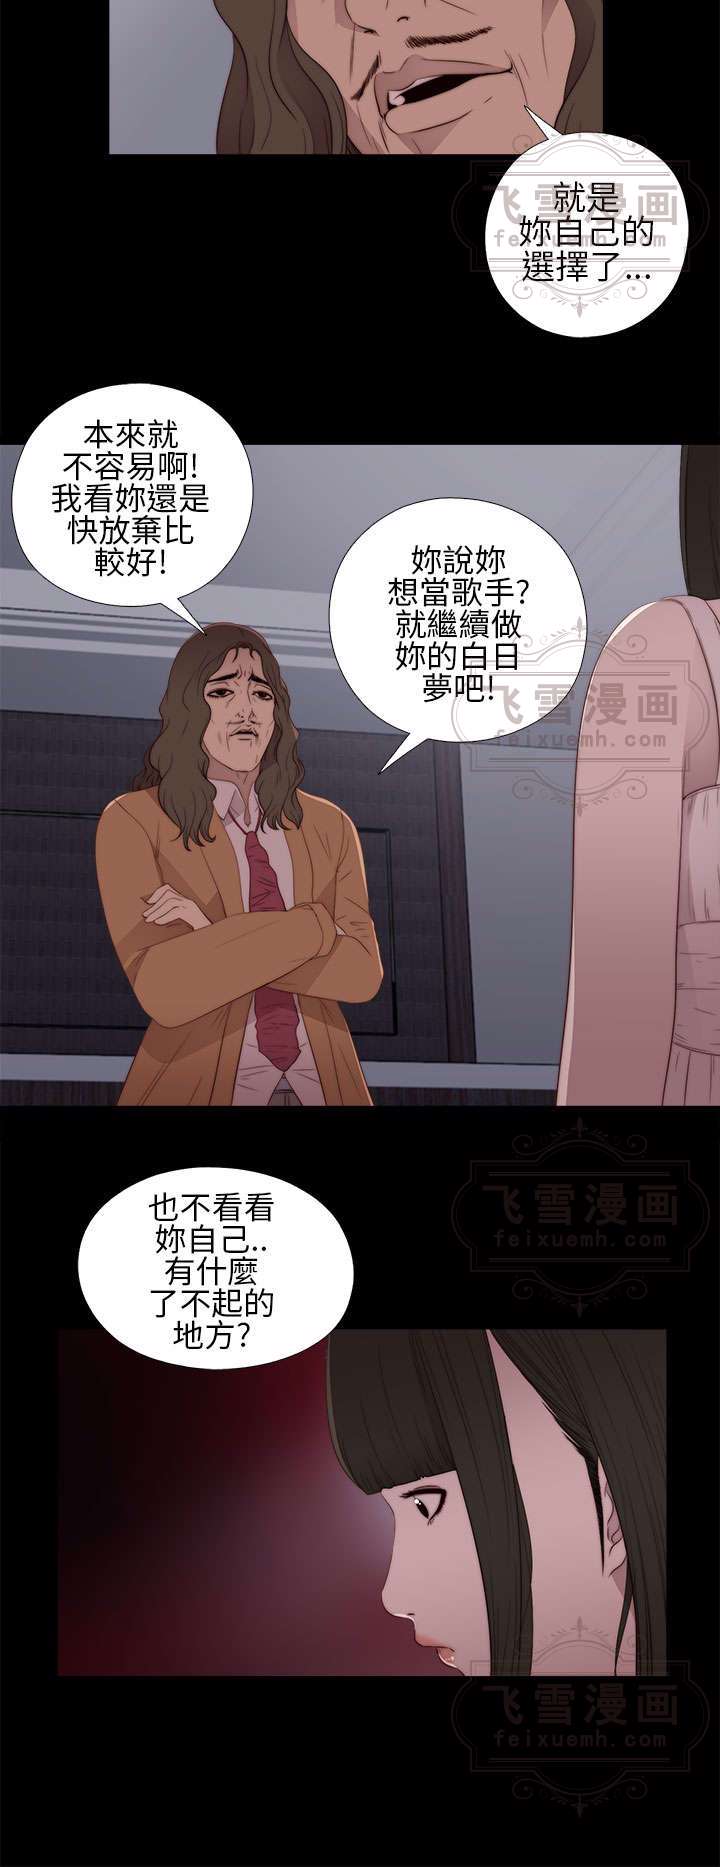 就是
妳自己的
選擇了...
飞雪漫画
feixuemh.com
本來就
不容易啊!
我看妳還是
快放棄比
較好!
妳說妳
想當歌手?
就繼續做
妳的白日
夢吧!
飞雪漫画
feixuemh.com
也不看看
妳自己..
有什麼
了不起的
地方?
飞雪漫画
feixuemh.com
飞雪漫画
feixuemh.com